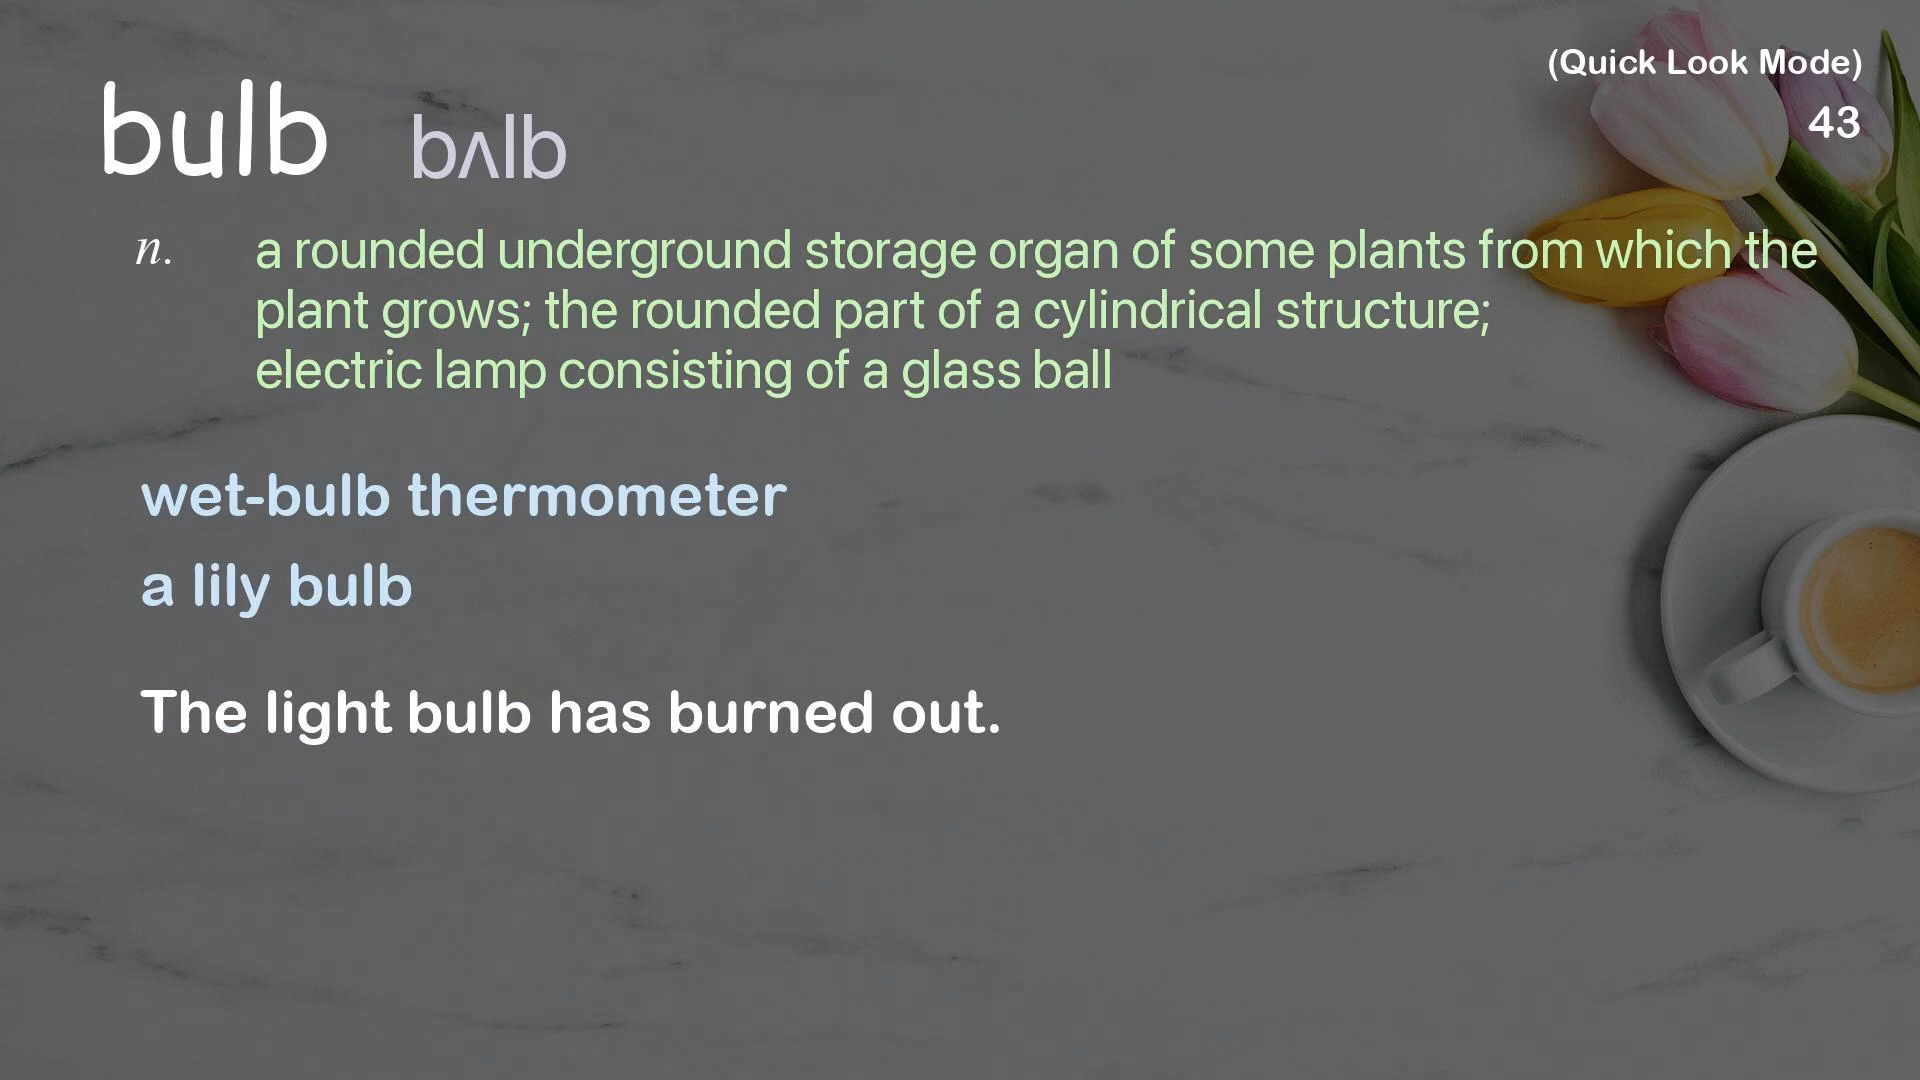 (Quick Look Mode)
43
bulb bʌlb
n. a rounded underground storage organ of some plants from which the
plant grows; the rounded part of a cylindrical structure;
electric lamp consisting of a glass ball
wet-bulb thermometer
a lily bulb
The light bulb has burned out.